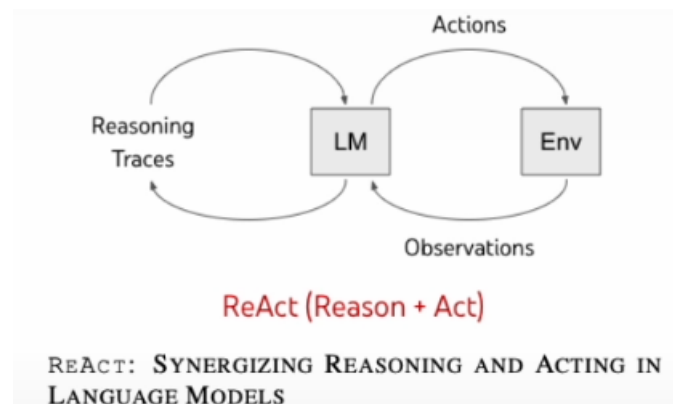 Actions
Reasoning
Traces
LM
Env
Observations
ReAct (Reason + Act)
REACT: SYNERGIZING REASONING AND ACTING IN
LANGUAGE MODELS